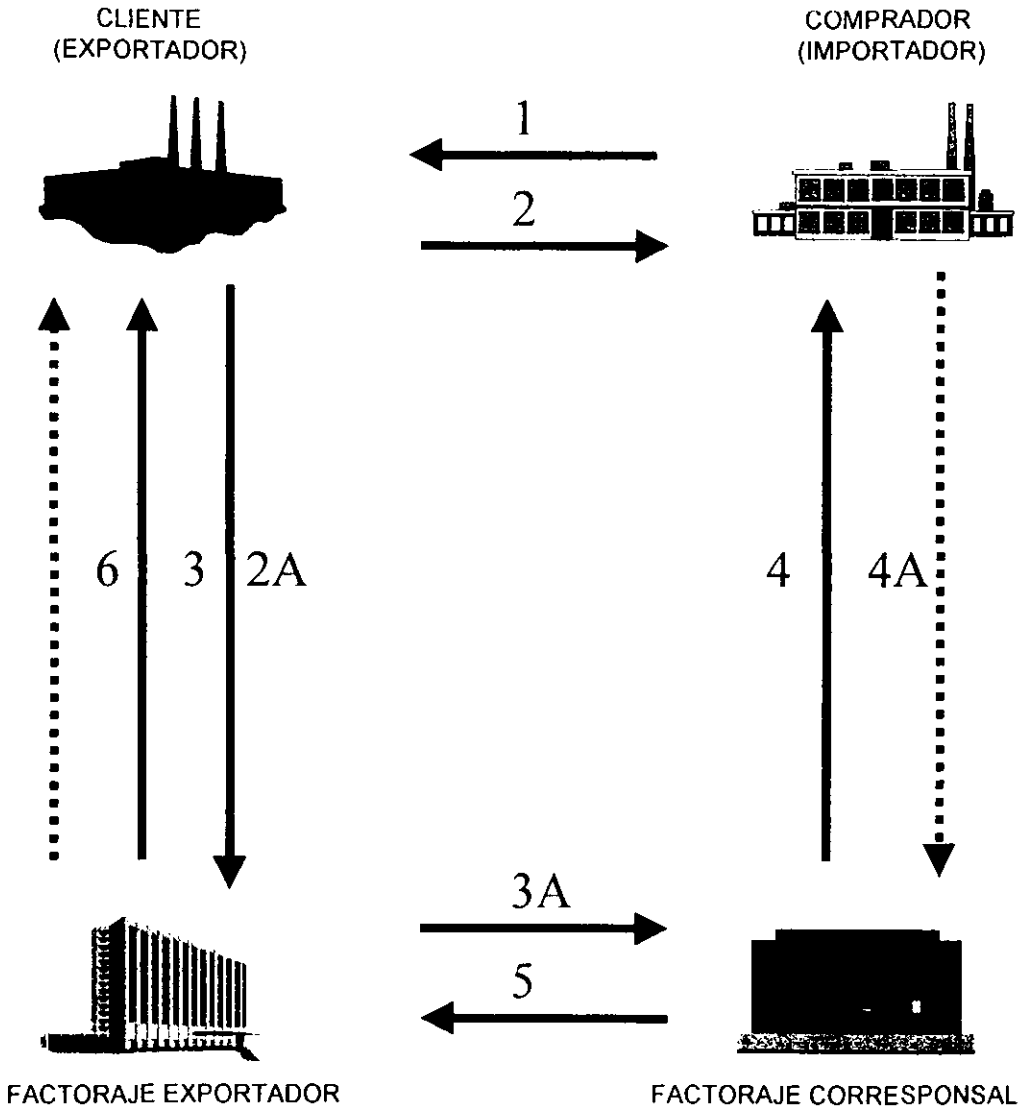 CLIENTE
(EXPORTADOR)
COMPRADOR
(IMPORTADOR)
1
2
6
3
2A
4
4A
3A
5
FACTORAJE EXPORTADOR
FACTORAJE CORRESPONSAL